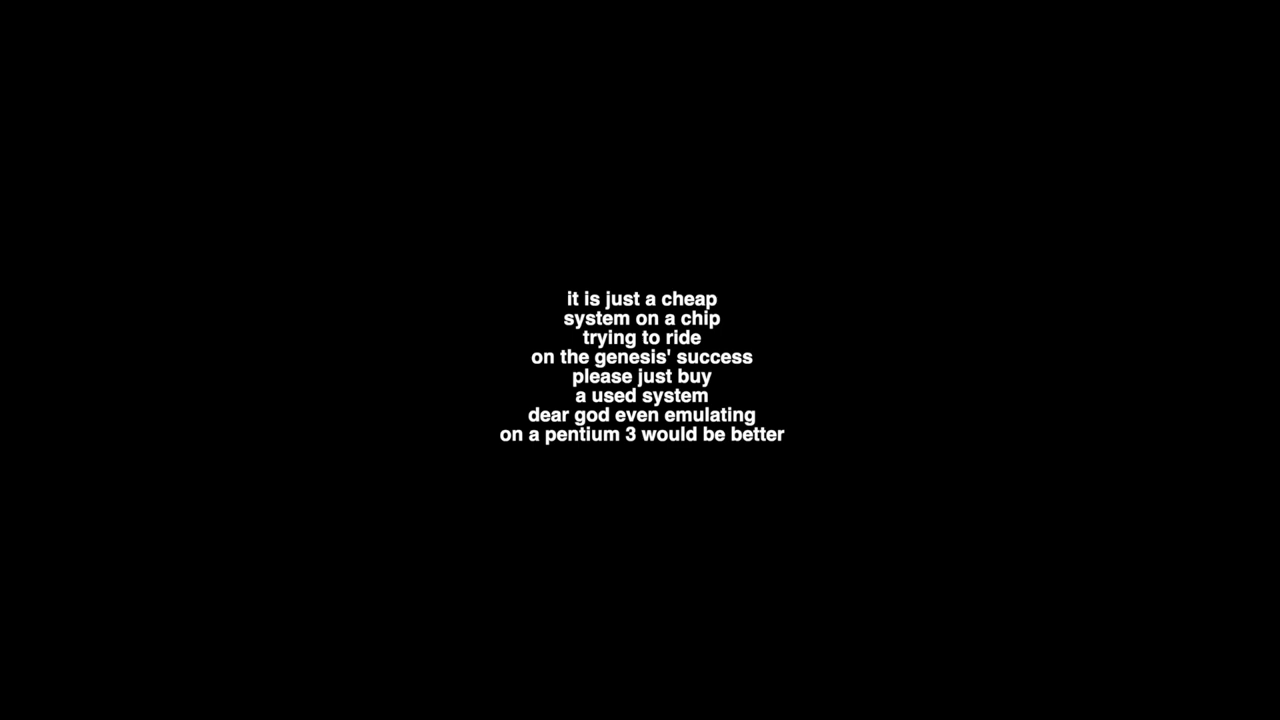 it is just a cheap
system on a chip
trying to ride
on the genesis' success
please just buy
a used system
dear god even emulating
on a pentium 3 would be better